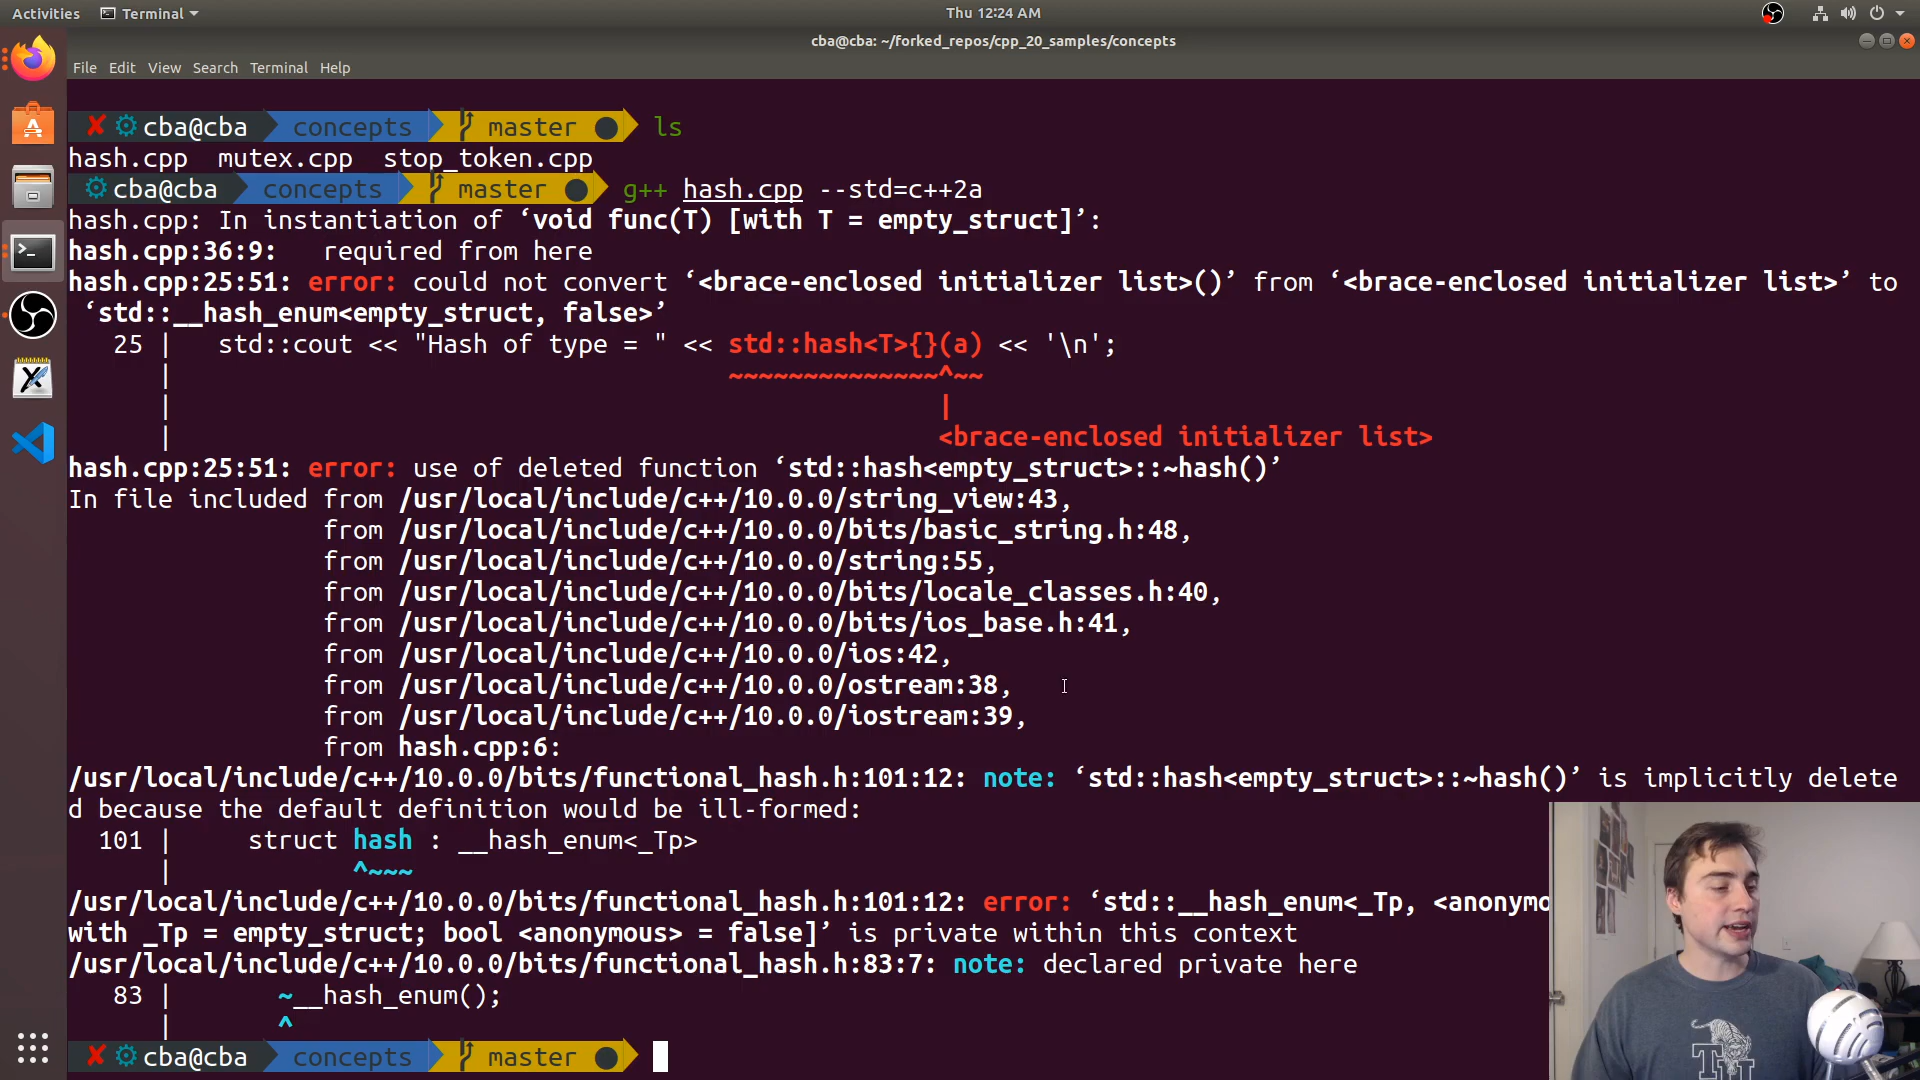 Activities Terminal Thu 12:24 AM
cba@cba: ~/forked_repos/cpp_20_samples/concepts
File Edit View Search Terminal Help
✘ ⚙ cba@cba concepts master ● ls
hash.cpp mutex.cpp stop_token.cpp
⚙ cba@cba concepts master ● g++ hash.cpp --std=c++2a
hash.cpp: In instantiation of ‘void func(T) [with T = empty_struct]’:
hash.cpp:36:9:   required from here
hash.cpp:25:51: error: could not convert ‘<brace-enclosed initializer list>()’ from ‘<brace-enclosed initializer list>’ to
‘std::__hash_enum<empty_struct, false>’
25 |   std::cout << "Hash of type = " << std::hash<T>{}(a) << '\n';
|                                     ~~~~~~~~~~~~~~^~~
|                                                   |
|                                                   <brace-enclosed initializer list>
hash.cpp:25:51: error: use of deleted function ‘std::hash<empty_struct>::~hash()’
In file included from /usr/local/include/c++/10.0.0/string_view:43,
from /usr/local/include/c++/10.0.0/bits/basic_string.h:48,
from /usr/local/include/c++/10.0.0/string:55,
from /usr/local/include/c++/10.0.0/bits/locale_classes.h:40,
from /usr/local/include/c++/10.0.0/bits/ios_base.h:41,
from /usr/local/include/c++/10.0.0/ios:42,
from /usr/local/include/c++/10.0.0/ostream:38,
from /usr/local/include/c++/10.0.0/iostream:39,
from hash.cpp:6:
/usr/local/include/c++/10.0.0/bits/functional_hash.h:101:12: note: ‘std::hash<empty_struct>::~hash()’ is implicitly delete
d because the default definition would be ill-formed:
101 |     struct hash : __hash_enum<_Tp>
|            ^~~~
/usr/local/include/c++/10.0.0/bits/functional_hash.h:101:12: error: ‘std::__hash_enum<_Tp, <anonymo
with _Tp = empty_struct; bool <anonymous> = false]’ is private within this context
/usr/local/include/c++/10.0.0/bits/functional_hash.h:83:7: note: declared private here
83 |       ~__hash_enum();
|       ^
✘ ⚙ cba@cba concepts master ●